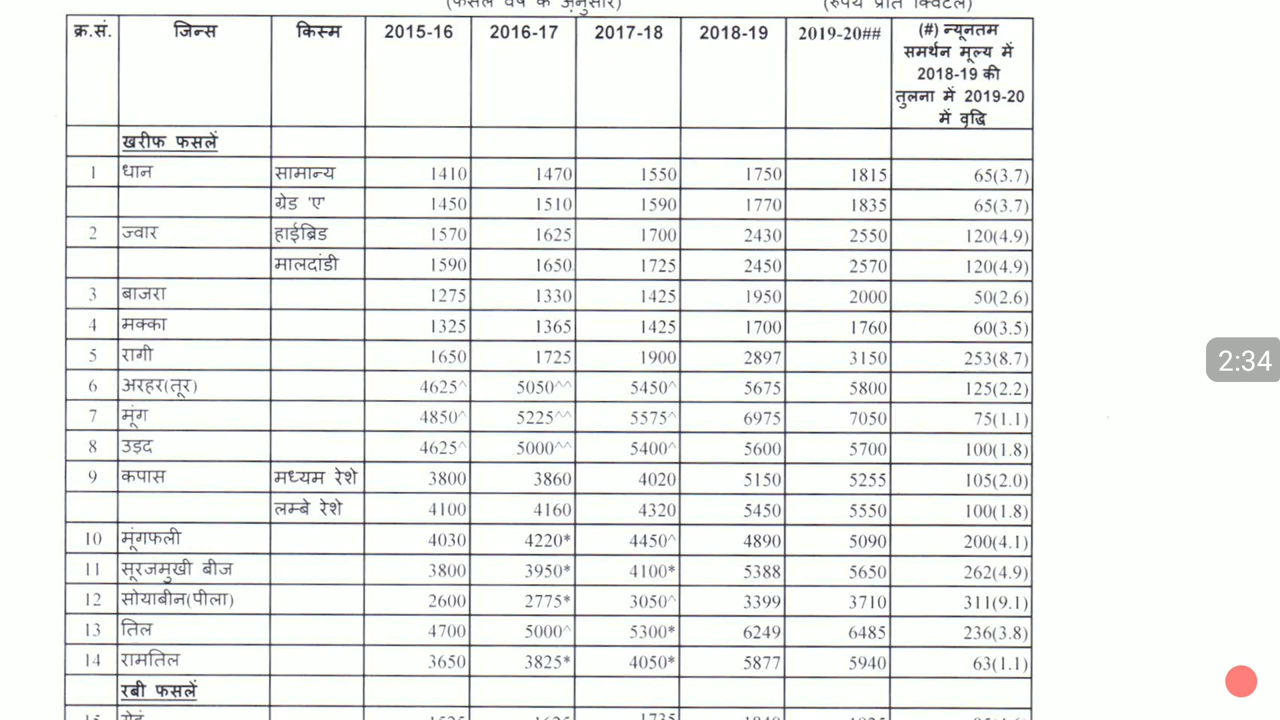 (फसल वर्ष के अनुसार) (रुपये प्रति क्विंटल)
क्र.सं. जिन्स किस्म 2015-16 2016-17 2017-18 2018-19 2019-20## (#) न्यूनतम
समर्थन मूल्य में
2018-19 की
तुलना में 2019-20
में वृद्धि
खरीफ फसलें
1 धान सामान्य 1410 1470 1550 1750 1815 65(3.7)
ग्रेड 'ए' 1450 1510 1590 1770 1835 65(3.7)
2 ज्वार हाईब्रिड 1570 1625 1700 2430 2550 120(4.9)
मालदांडी 1590 1650 1725 2450 2570 120(4.9)
3 बाजरा 1275 1330 1425 1950 2000 50(2.6)
4 मक्का 1325 1365 1425 1700 1760 60(3.5)
5 रागी 1650 1725 1900 2897 3150 253(8.7)
6 अरहर(तूर) 4625^ 5050^^ 5450^ 5675 5800 125(2.2)
7 मूंग 4850^ 5225^^ 5575^ 6975 7050 75(1.1)
8 उड़द 4625^ 5000^^ 5400^ 5600 5700 100(1.8)
9 कपास मध्यम रेशे 3800 3860 4020 5150 5255 105(2.0)
लम्बे रेशे 4100 4160 4320 5450 5550 100(1.8)
10 मूंगफली 4030 4220* 4450^ 4890 5090 200(4.1)
11 सूरजमुखी बीज 3800 3950* 4100* 5388 5650 262(4.9)
12 सोयाबीन(पीला) 2600 2775* 3050^ 3399 3710 311(9.1)
13 तिल 4700 5000^ 5300* 6249 6485 236(3.8)
14 रामतिल 3650 3825* 4050* 5877 5940 63(1.1)
रबी फसलें
15 गेहूं 1735
2:34